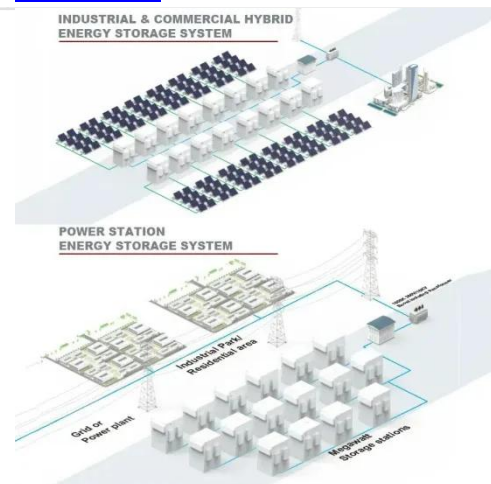 INDUSTRIAL & COMMERCIAL HYBRID
ENERGY STORAGE SYSTEM
POWER STATION
ENERGY STORAGE SYSTEM
Industrial Park/
Residential area
Grid or
Power plant
Megawatt
Storage stations